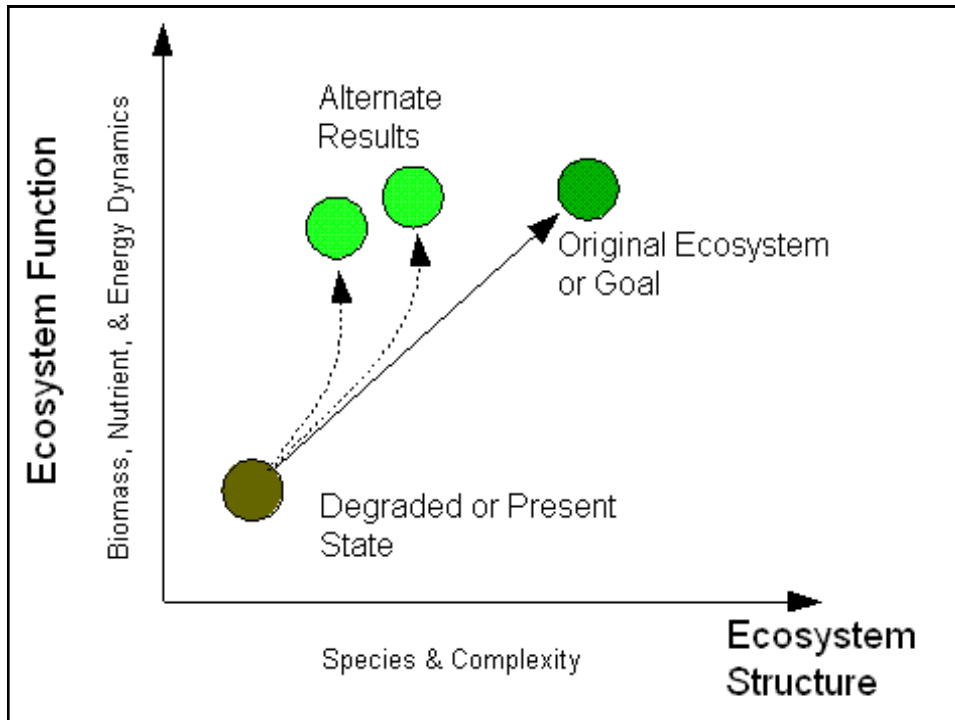 Ecosystem Function
Biomass, Nutrient, & Energy Dynamics
Alternate
Results
Original Ecosystem
or Goal
Degraded or Present
State
Species & Complexity
Ecosystem
Structure